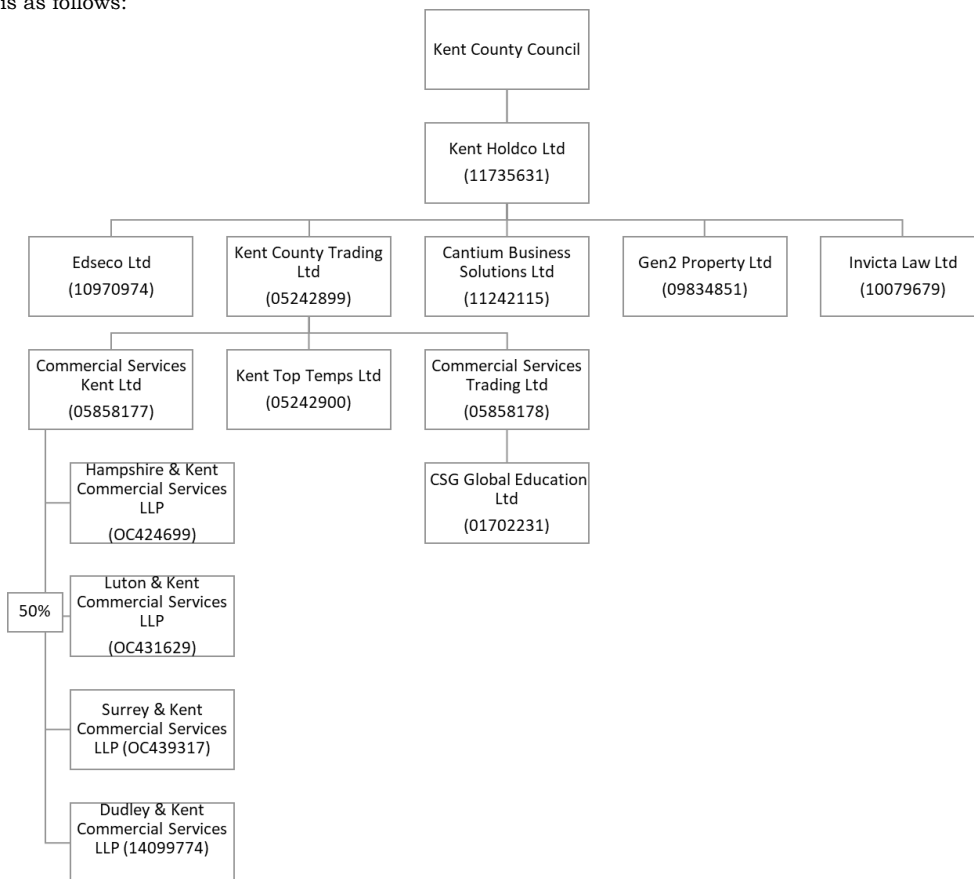 is as follows:
Kent County Council
Kent Holdco Ltd
(11735631)
Edseco Ltd
(10970974)
Kent County Trading
Ltd
(05242899)
Cantium Business
Solutions Ltd
(11242115)
Gen2 Property Ltd
(09834851)
Invicta Law Ltd
(10079679)
Commercial Services
Kent Ltd
(05858177)
Kent Top Temps Ltd
(05242900)
Commercial Services
Trading Ltd
(05858178)
Hampshire & Kent
Commercial Services
LLP
(OC424699)
CSG Global Education
Ltd
(01702231)
50%
Luton & Kent
Commercial Services
LLP
(OC431629)
Surrey & Kent
Commercial Services
LLP (OC439317)
Dudley & Kent
Commercial Services
LLP (14099774)